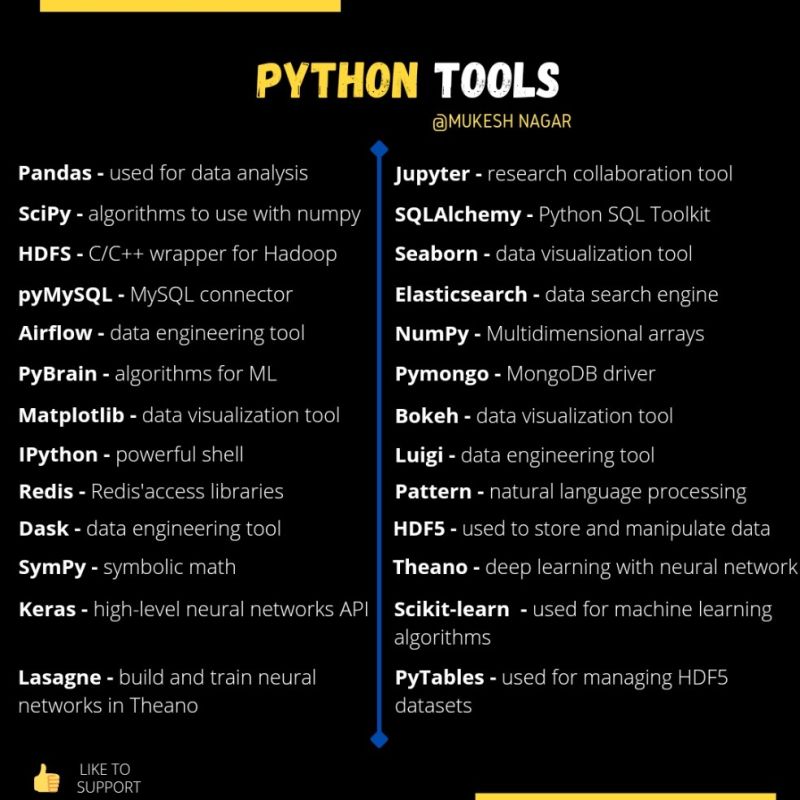 PYTHON TOOLS
@MUKESH NAGAR
Pandas - used for data analysis
SciPy - algorithms to use with numpy
HDFS - C/C++ wrapper for Hadoop
pyMySQL - MySQL connector
Airflow - data engineering tool
PyBrain - algorithms for ML
Matplotlib - data visualization tool
IPython - powerful shell
Redis - Redis'access libraries
Dask - data engineering tool
SymPy - symbolic math
Keras - high-level neural networks API
Lasagne - build and train neural
networks in Theano
Jupyter - research collaboration tool
SQLAlchemy - Python SQL Toolkit
Seaborn - data visualization tool
Elasticsearch - data search engine
NumPy - Multidimensional arrays
Pymongo - MongoDB driver
Bokeh - data visualization tool
Luigi - data engineering tool
Pattern - natural language processing
HDF5 - used to store and manipulate data
Theano - deep learning with neural network
Scikit-learn - used for machine learning
algorithms
PyTables - used for managing HDF5
datasets
LIKE TO
SUPPORT